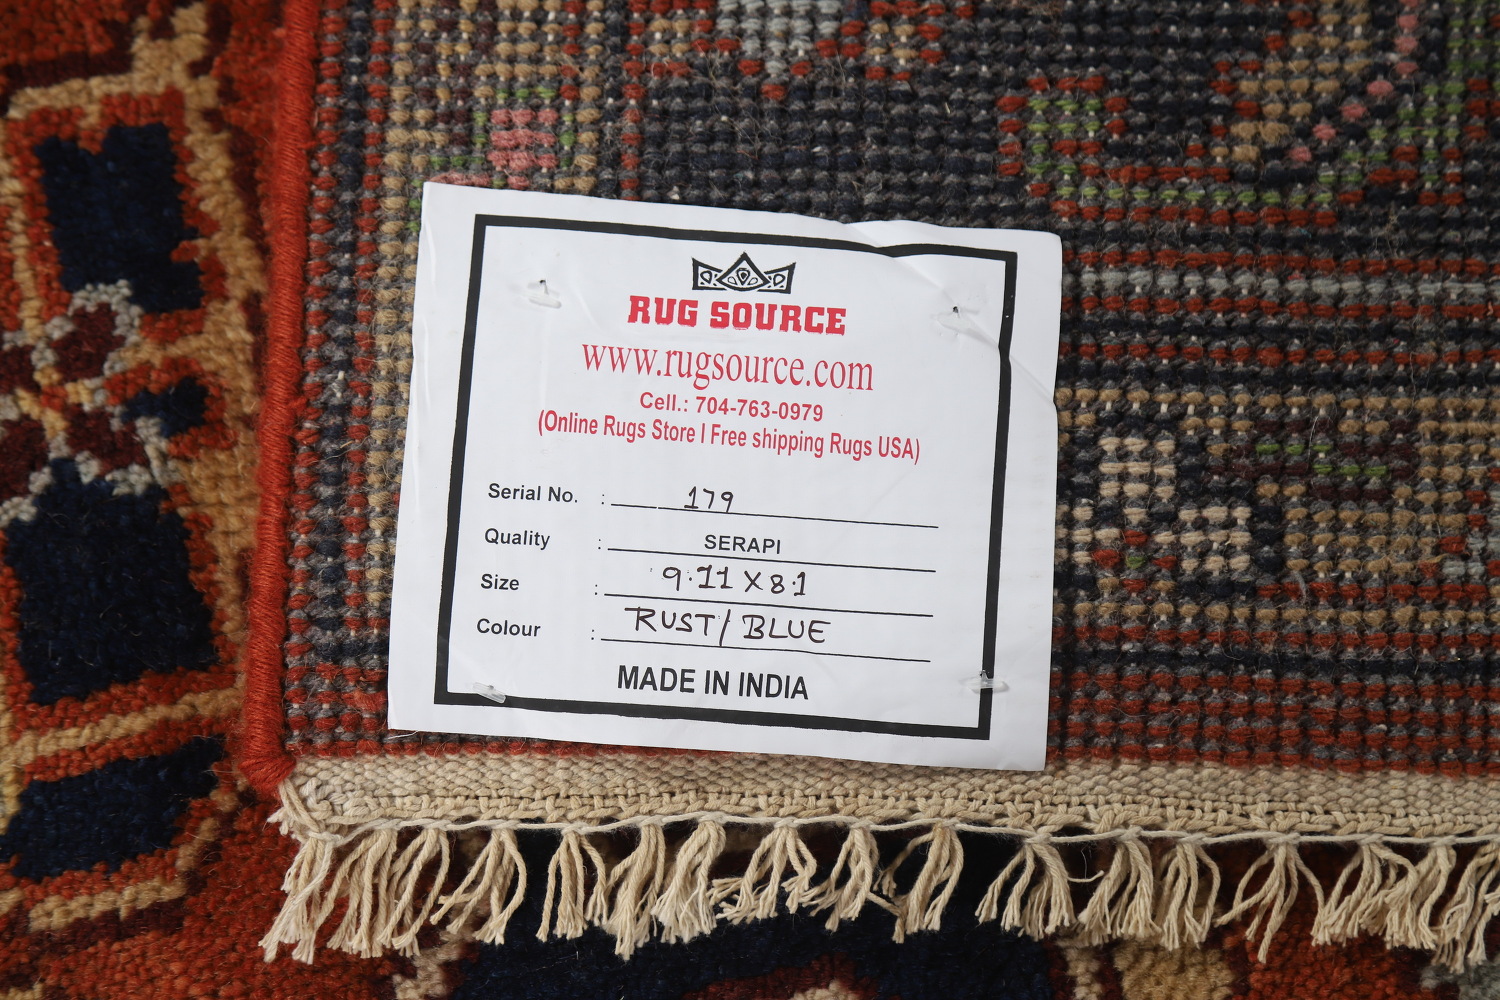 RUG SOURCE
www.rugsource.com
Cell.: 704-763-0979
(Online Rugs Store I Free shipping Rugs USA)
Serial No. : 179
Quality : SERAPI
Size : 9.11 X 8.1
Colour : RUST/ BLUE
MADE IN INDIA